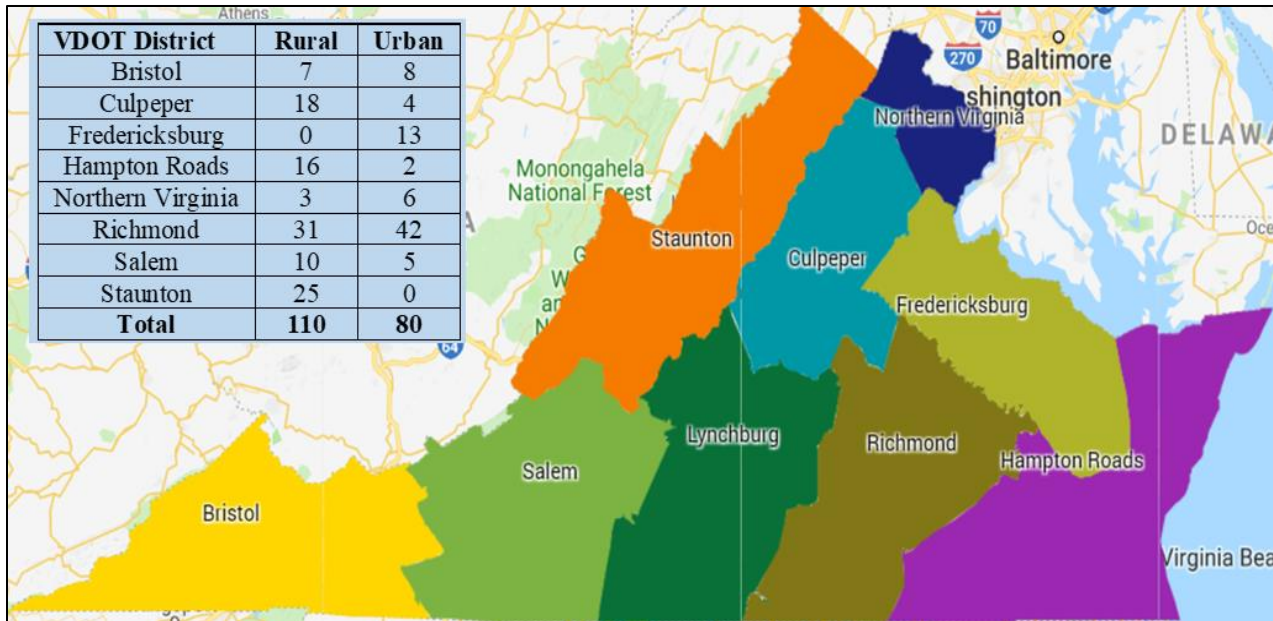 Athens
VDOT District Rural Urban
Bristol 7 8
Culpeper 18 4
Fredericksburg 0 13
Hampton Roads 16 2
Northern Virginia 3 6
Richmond 31 42
Salem 10 5
Staunton 25 0
Total 110 80
70
270
Baltimore
shington
Northern Virginia
DELAWA
Monongahela
National Forest
A
Staunton
Culpeper
Oce
G
W
an
N
Fredericksburg
64
Lynchburg
Richmond
Hampton Roads
Salem
Bristol
Virginia Bea